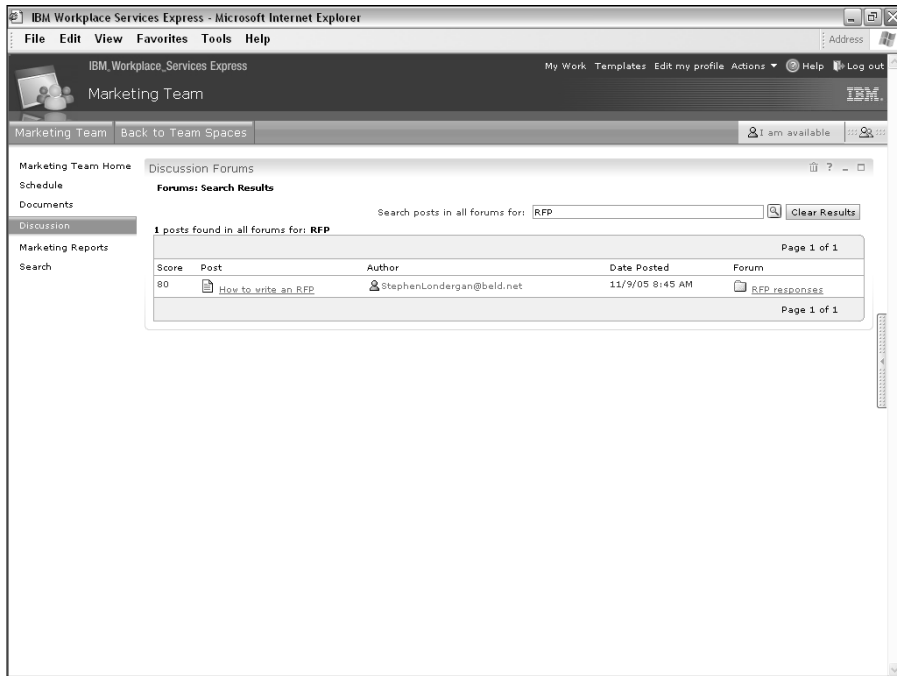 IBM Workplace Services Express - Microsoft Internet Explorer
File Edit View Favorites Tools Help Address
IBM_Workplace_Services Express My Work Templates Edit my profile Actions Help Log out
Marketing Team IBM.
Marketing Team Back to Team Spaces I am available
Marketing Team Home
Schedule
Documents
Discussion
Marketing Reports
Search
Discussion Forums ?
Forums: Search Results
Search posts in all forums for: RFP Clear Results
1 posts found in all forums for: RFP
Page 1 of 1
Score Post Author Date Posted Forum
80 How to write an RFP StephenLondergan@beld.net 11/9/05 8:45 AM RFP responses
Page 1 of 1